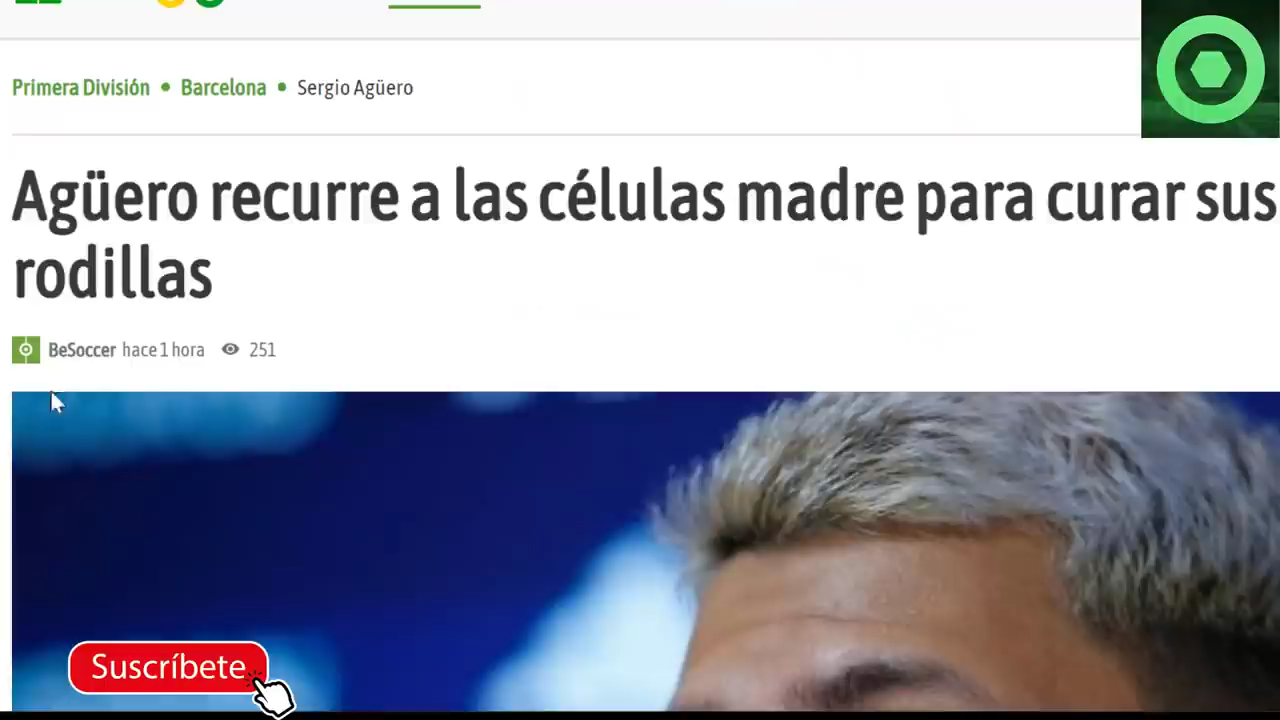 Primera División • Barcelona • Sergio Agüero
Agüero recurre a las células madre para curar sus
rodillas
BeSoccer hace 1 hora 251
Suscríbete